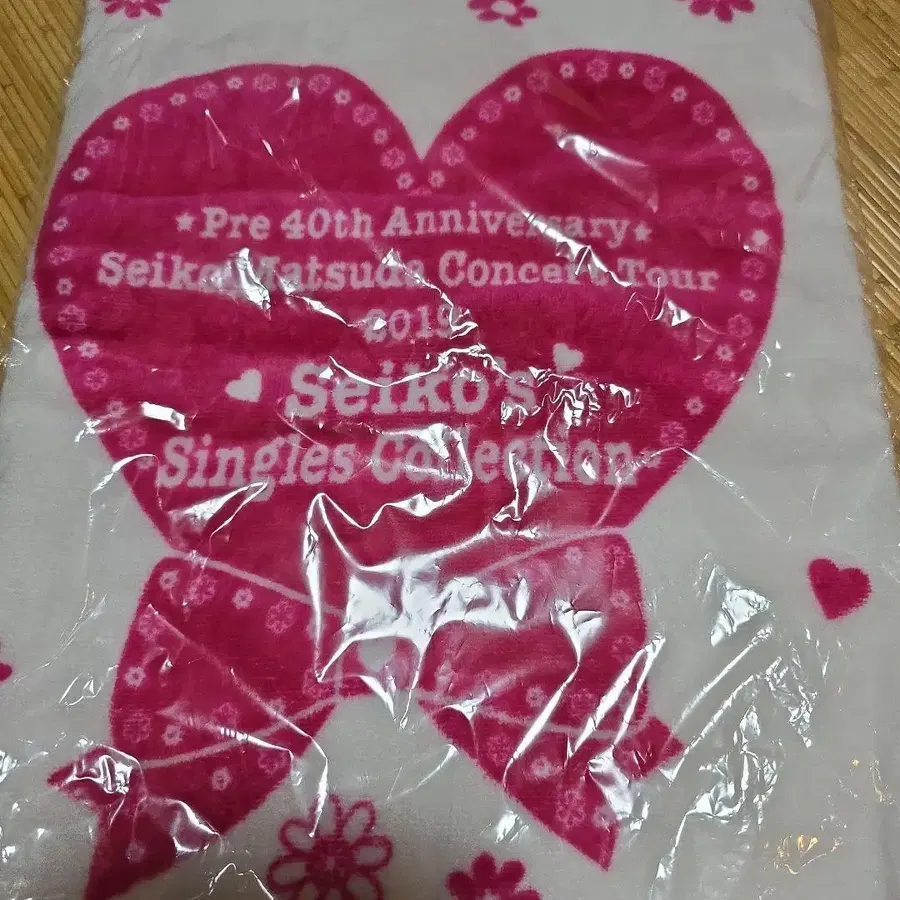 ★Pre 40th Anniversary★
Seiko Matsuda Concert Tour
2019
Seiko's
Singles Collection